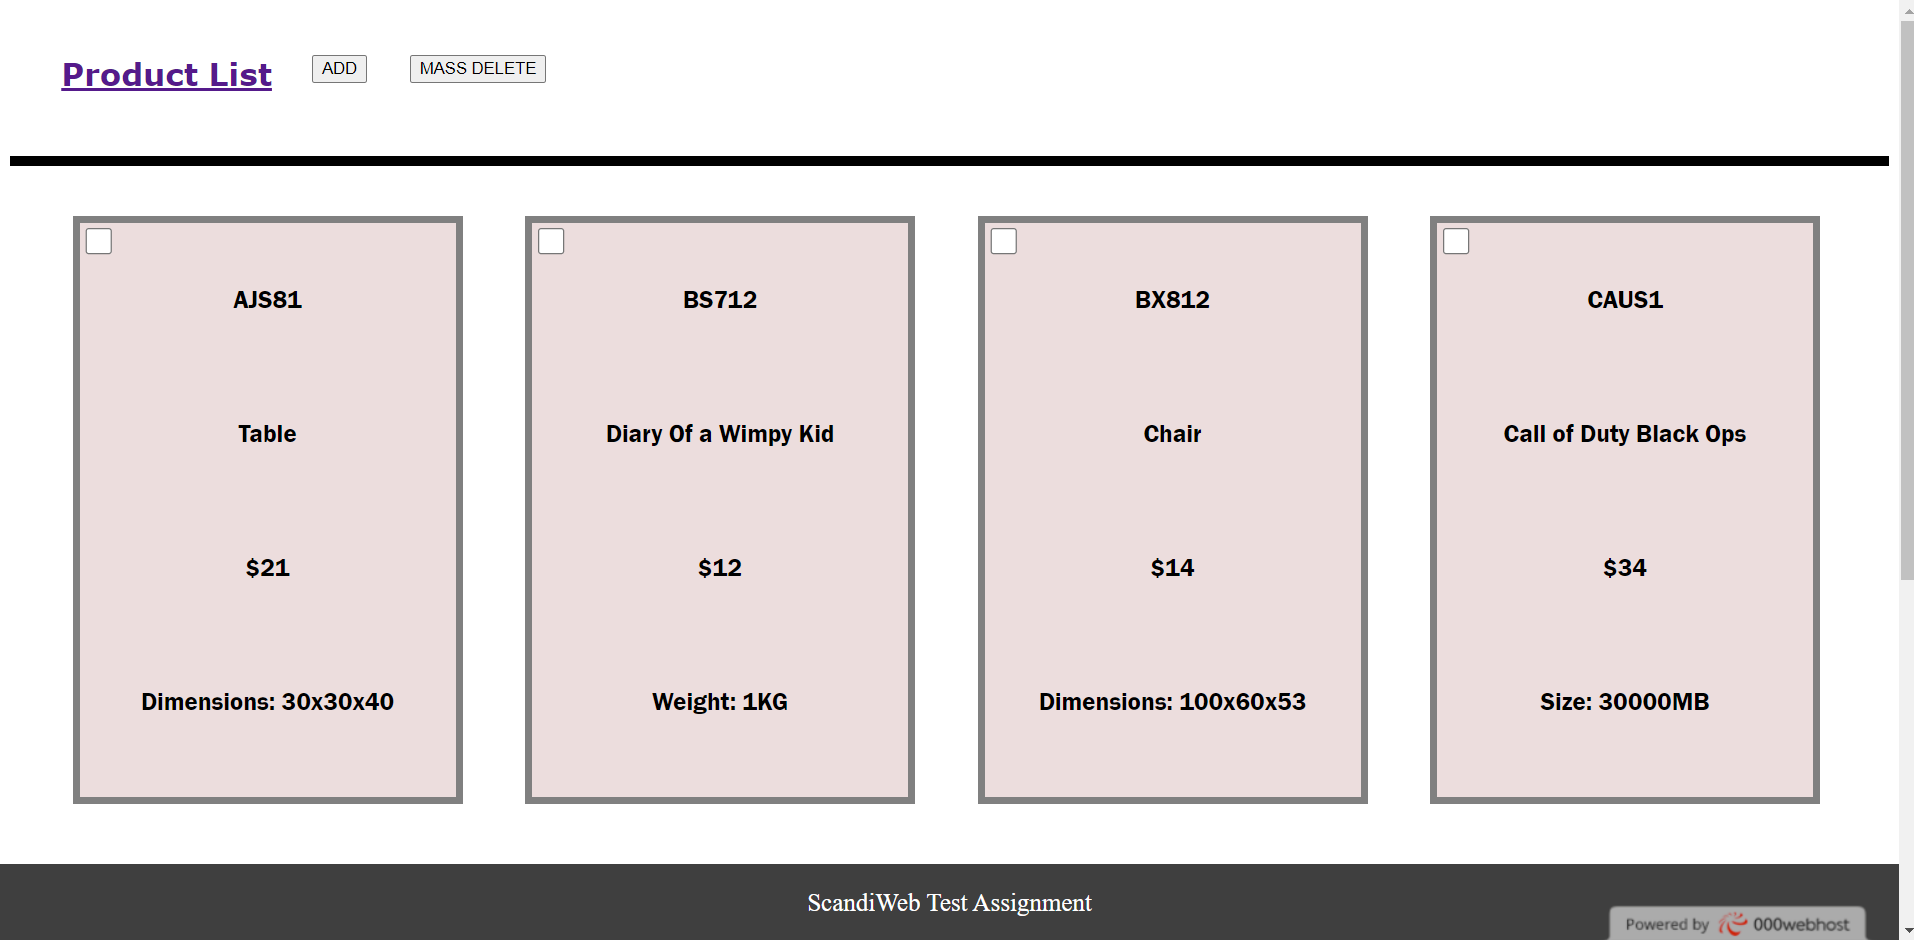 Product List
ADD
MASS DELETE
AJS81
BS712
BX812
CAUS1
Table
Diary Of a Wimpy Kid
Chair
Call of Duty Black Ops
$21
$12
$14
$34
Dimensions: 30x30x40
Weight: 1KG
Dimensions: 100x60x53
Size: 30000MB
ScandiWeb Test Assignment
Powered by 000webhost